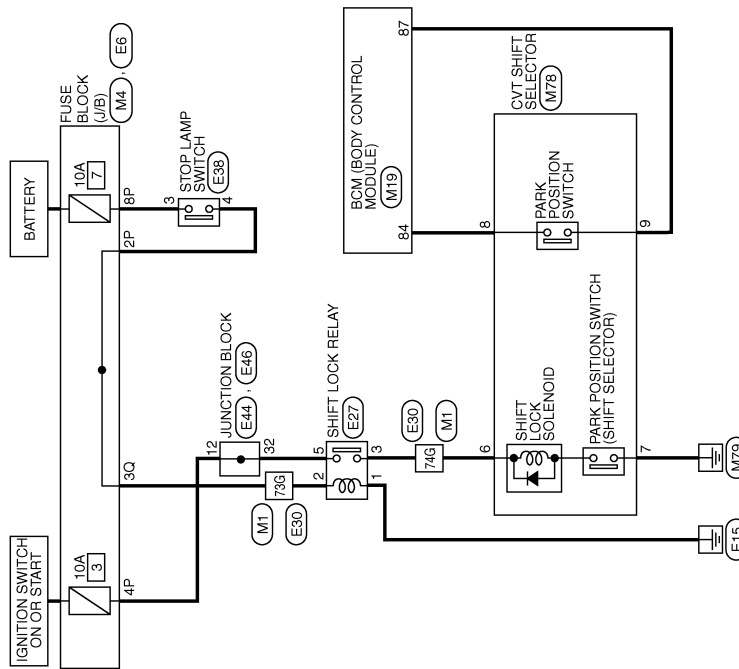 IGNITION SWITCH
ON OR START
BATTERY
10A
3
10A
7
FUSE
BLOCK
(J/B)
M4 , E6
4P
3Q
2P
8P
3
4
STOP LAMP
SWITCH
E38
12
32
JUNCTION BLOCK
E44 , E46
M1
73G
E30
2
5
1
3
SHIFT LOCK RELAY
E27
74G
E30
M1
BCM (BODY CONTROL
MODULE)
M19
84
87
CVT SHIFT
SELECTOR
M78
6
8
SHIFT
LOCK
SOLENOID
PARK POSITION SWITCH
(SHIFT SELECTOR)
PARK
POSITION
SWITCH
7
9
E15
M79